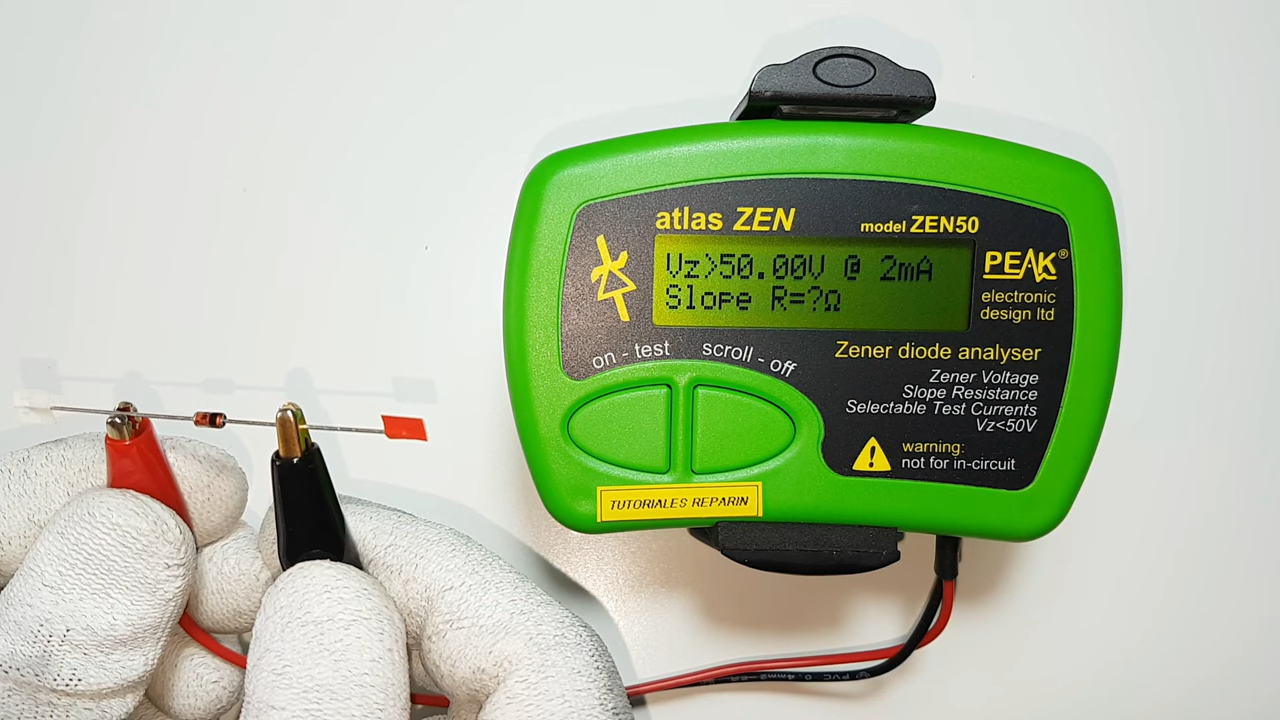 atlas ZEN
model ZEN50
Vz>50.00V @ 2mA
Slope R=?Ω
PEAK®
electronic
design ltd
on - test
scroll - off
Zener diode analyser
Zener Voltage
Slope Resistance
Selectable Test Currents
Vz<50V
warning:
not for in-circuit
TUTORIALES REPARIN